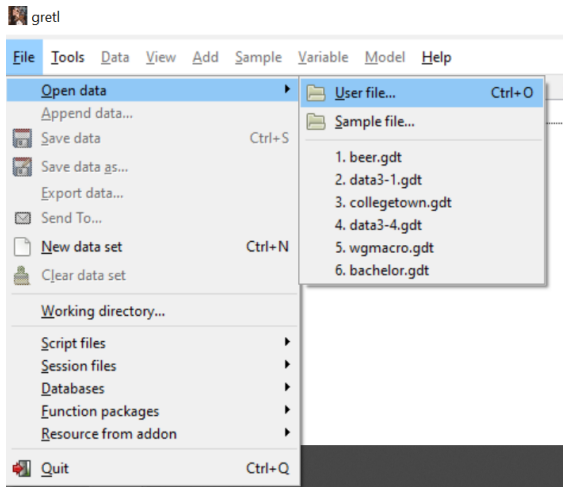 gretl
File Tools Data View Add Sample Variable Model Help
Open data
Append data...
Save data Ctrl+S
Save data as...
Export data...
Send To...
New data set Ctrl+N
Clear data set
Working directory...
Script files
Session files
Databases
Function packages
Resource from addon
Quit Ctrl+Q
User file... Ctrl+O
Sample file...
1. beer.gdt
2. data3-1.gdt
3. collegetown.gdt
4. data3-4.gdt
5. wgmacro.gdt
6. bachelor.gdt